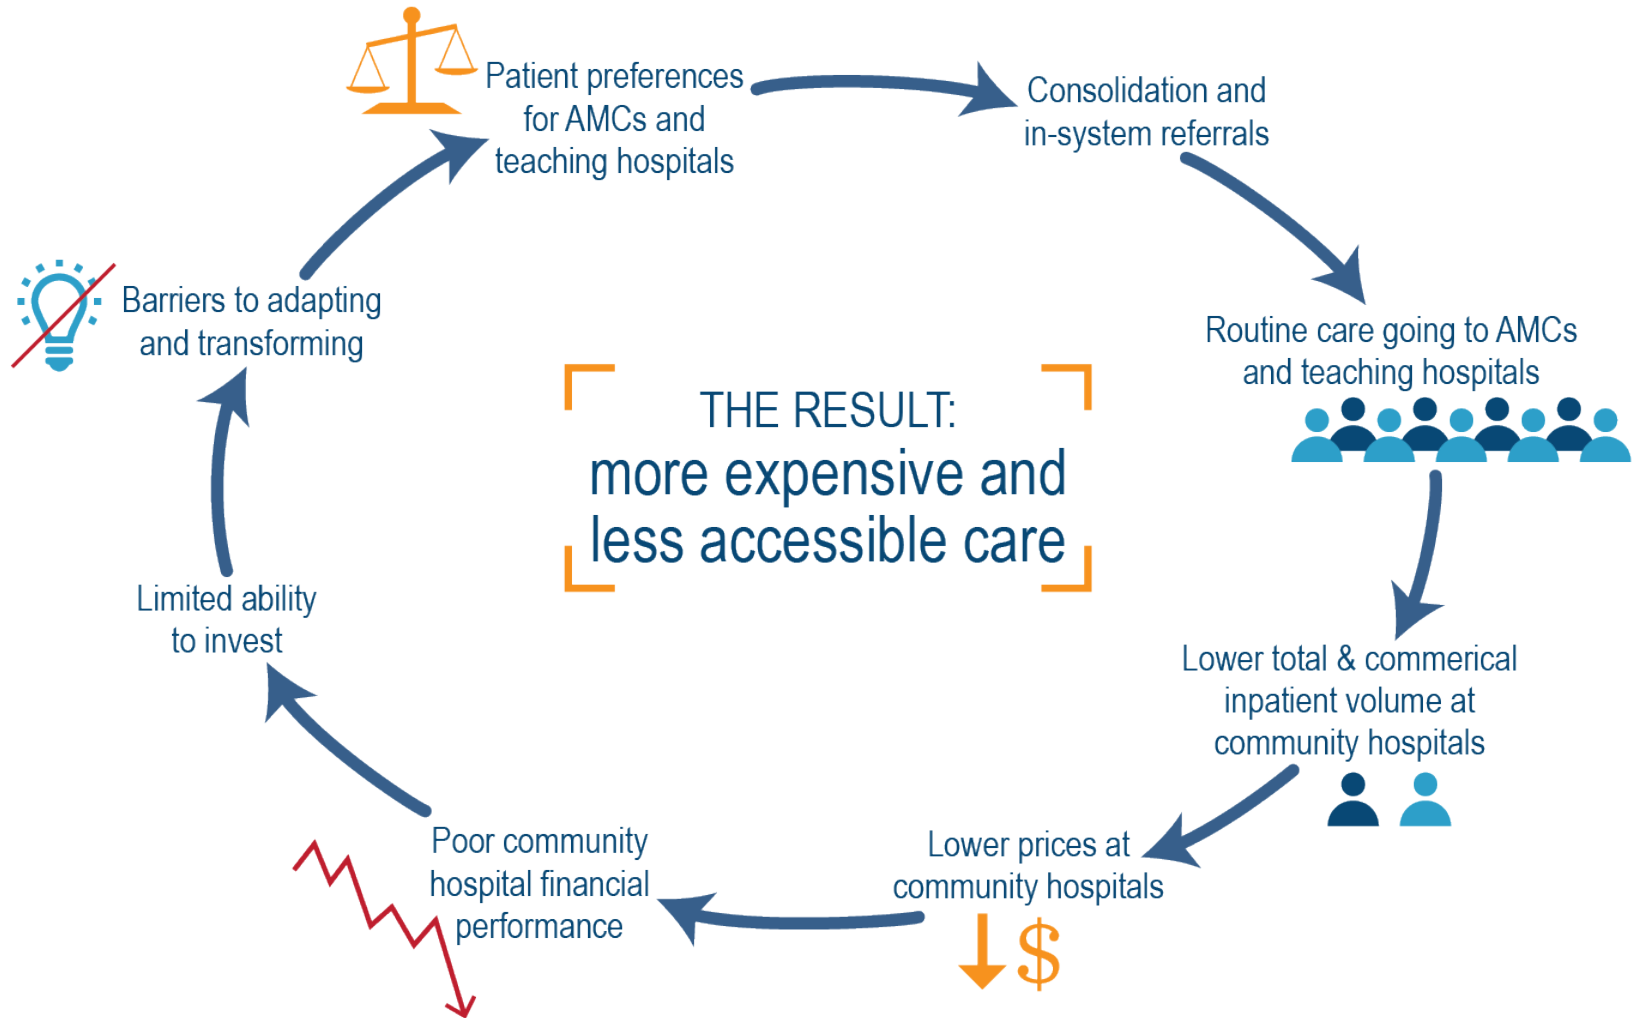 Patient preferences
for AMCs and
teaching hospitals
Consolidation and
in-system referrals
Routine care going to AMCs
and teaching hospitals
Lower total & commerical
inpatient volume at
community hospitals
Lower prices at
community hospitals
$
Poor community
hospital financial
performance
Limited ability
to invest
Barriers to adapting
and transforming
THE RESULT:
more expensive and
less accessible care